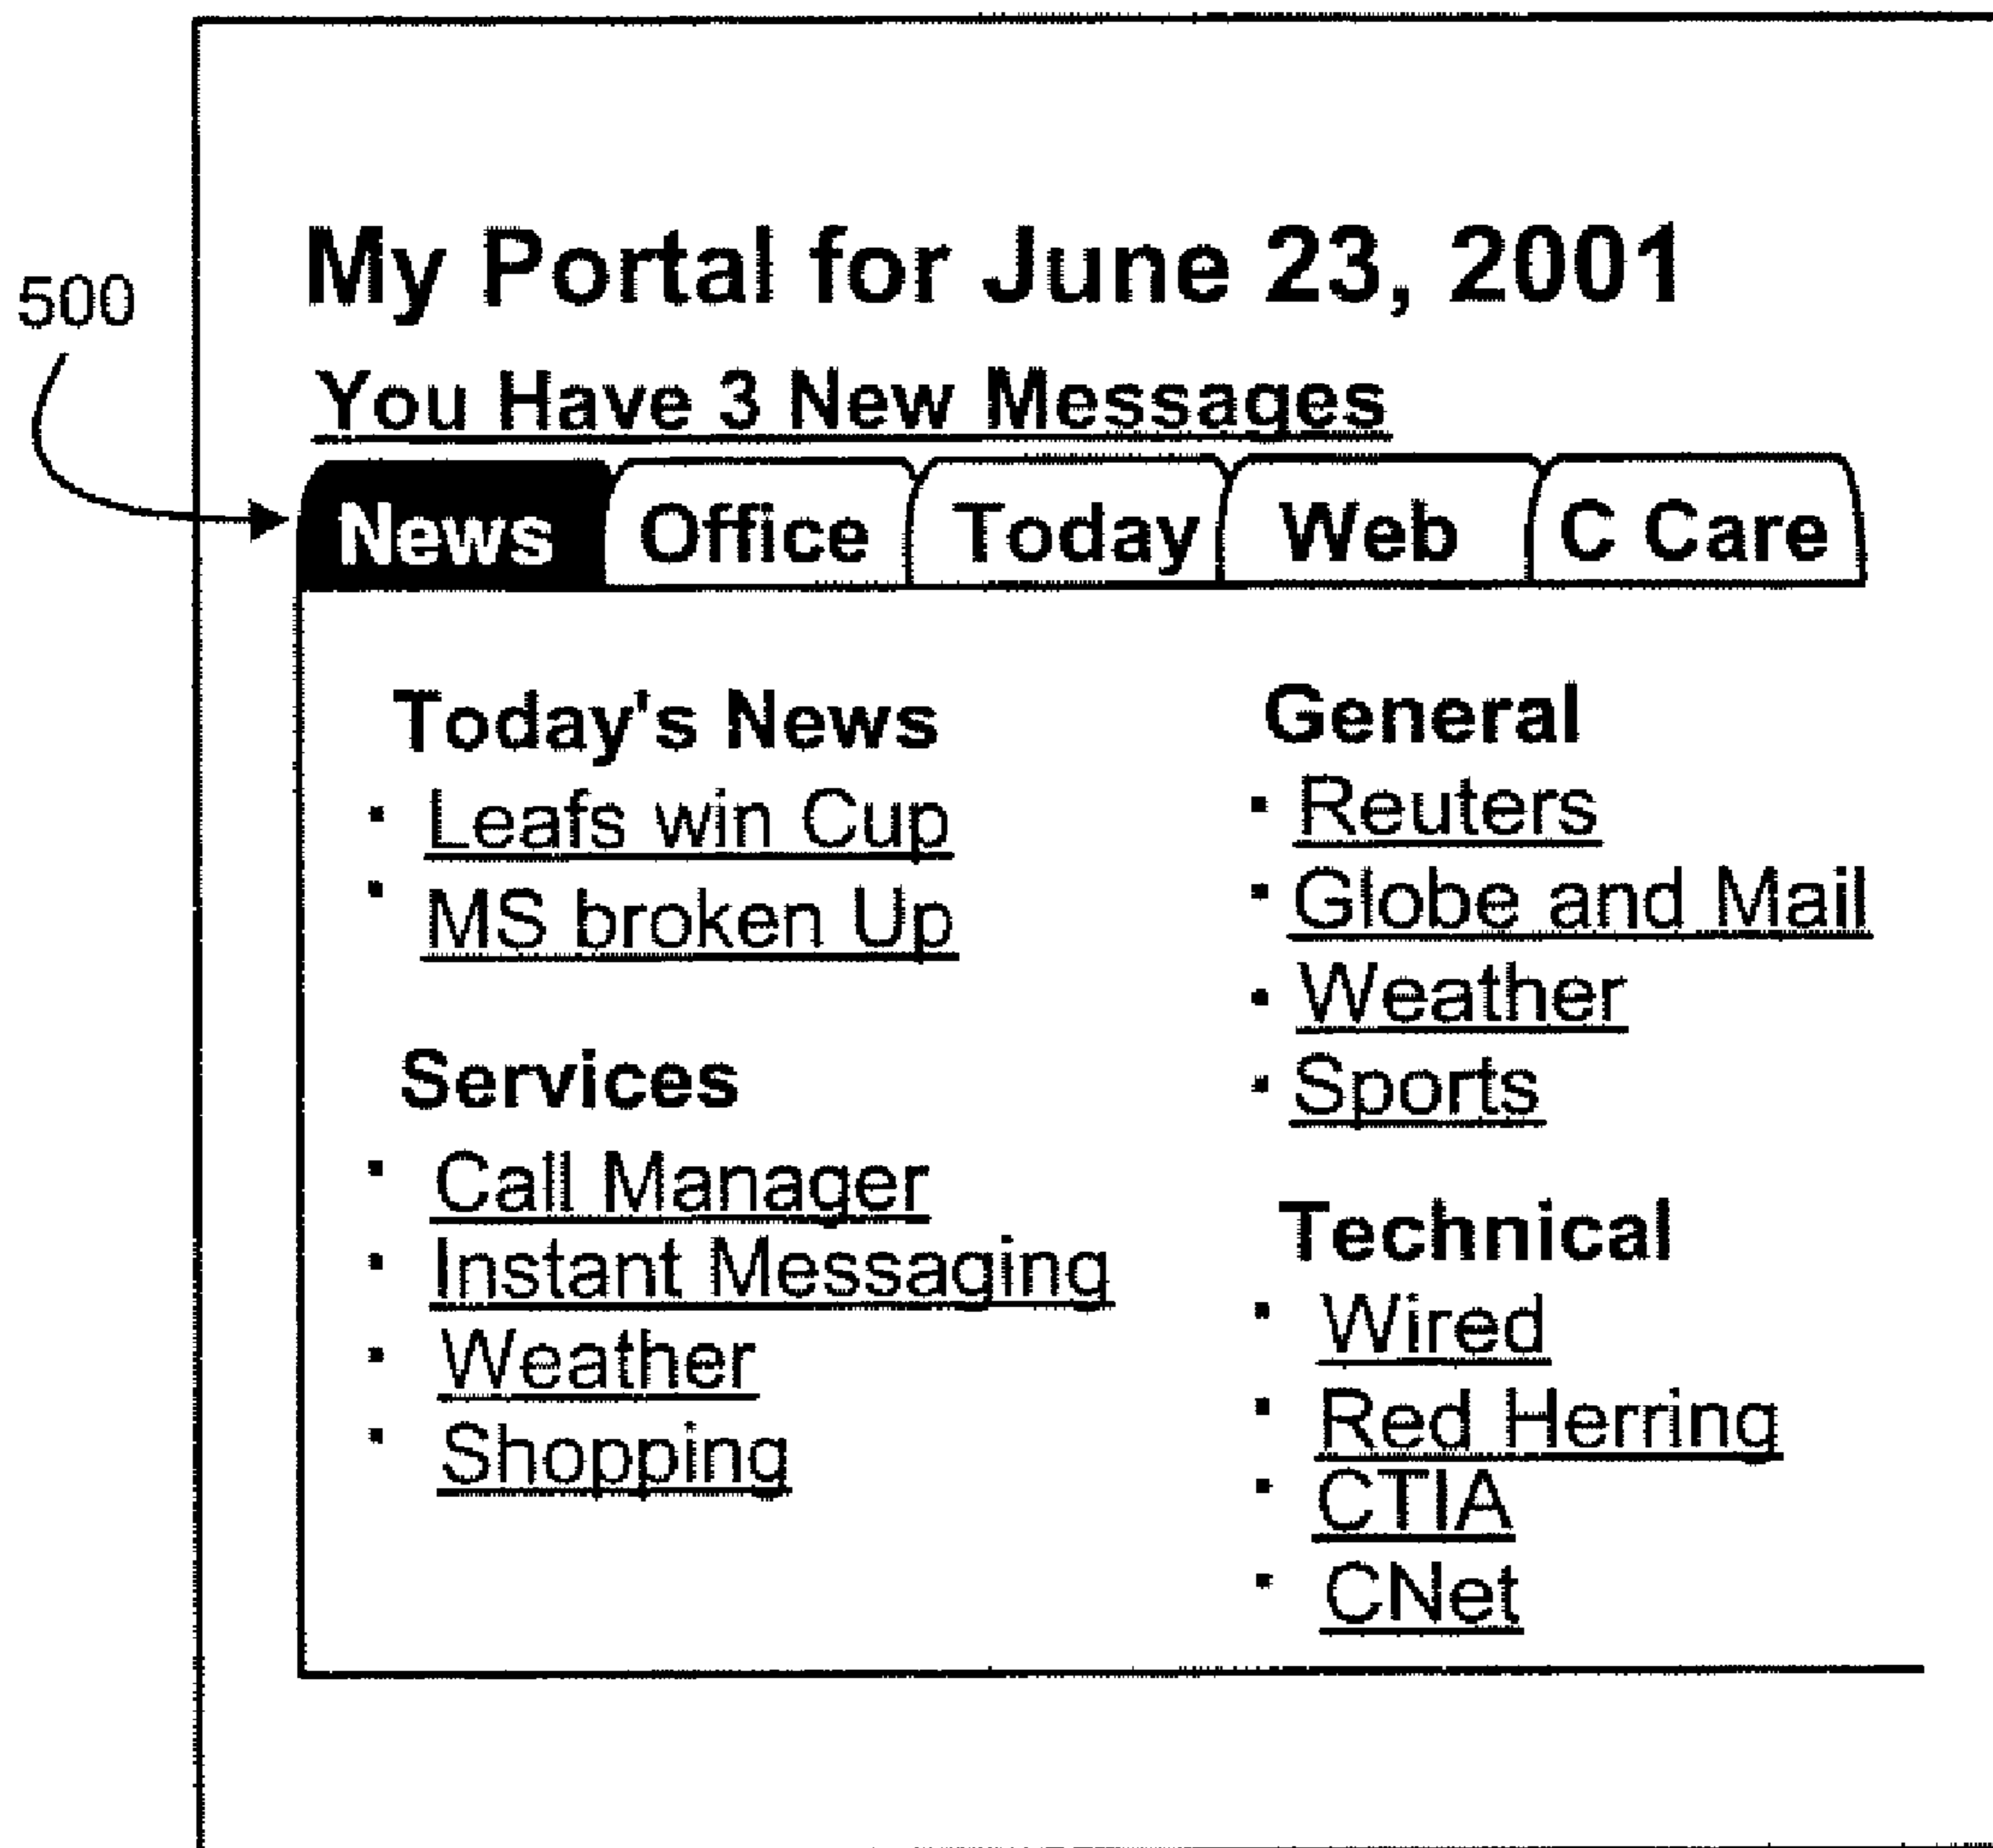 My Portal for June 23, 2001
500
You Have 3 New Messages
News Office Today Web C Care
Today's News
· Leafs win Cup
· MS broken Up
Services
· Call Manager
· Instant Messaging
· Weather
· Shopping
General
· Reuters
· Globe and Mail
· Weather
· Sports
Technical
· Wired
· Red Herring
· CTIA
· CNet